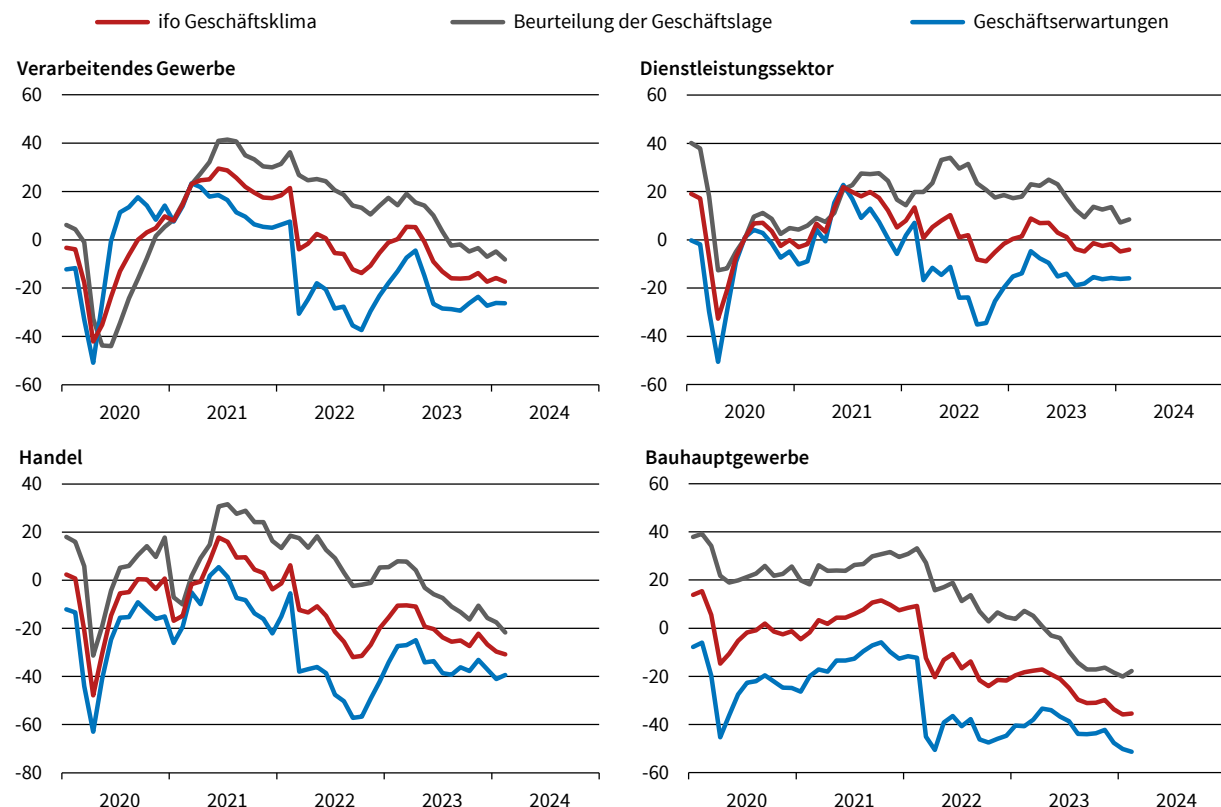 ifo Geschäftsklima
Beurteilung der Geschäftslage
Geschäftserwartungen
Verarbeitendes Gewerbe
60
40
20
0
-20
-40
-60
2020 2021 2022 2023 2024
Dienstleistungssektor
60
40
20
0
-20
-40
-60
2020 2021 2022 2023 2024
Handel
40
20
0
-20
-40
-60
-80
2020 2021 2022 2023 2024
Bauhauptgewerbe
60
40
20
0
-20
-40
-60
2020 2021 2022 2023 2024